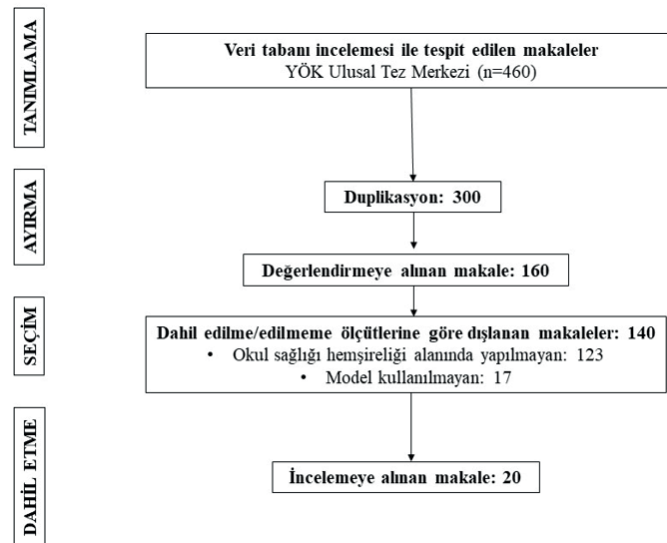 TANIMLAMA
Veri tabanı incelemesi ile tespit edilen makaleler
YÖK Ulusal Tez Merkezi (n=460)
AYIRMA
Duplikasyon: 300
Değerlendirmeye alınan makale: 160
SEÇİM
Dahil edilme/edilmeme ölçütlerine göre dışlanan makaleler: 140
• Okul sağlığı hemşireliği alanında yapılmayan: 123
• Model kullanılmayan: 17
DAHİL ETME
İncelemeye alınan makale: 20